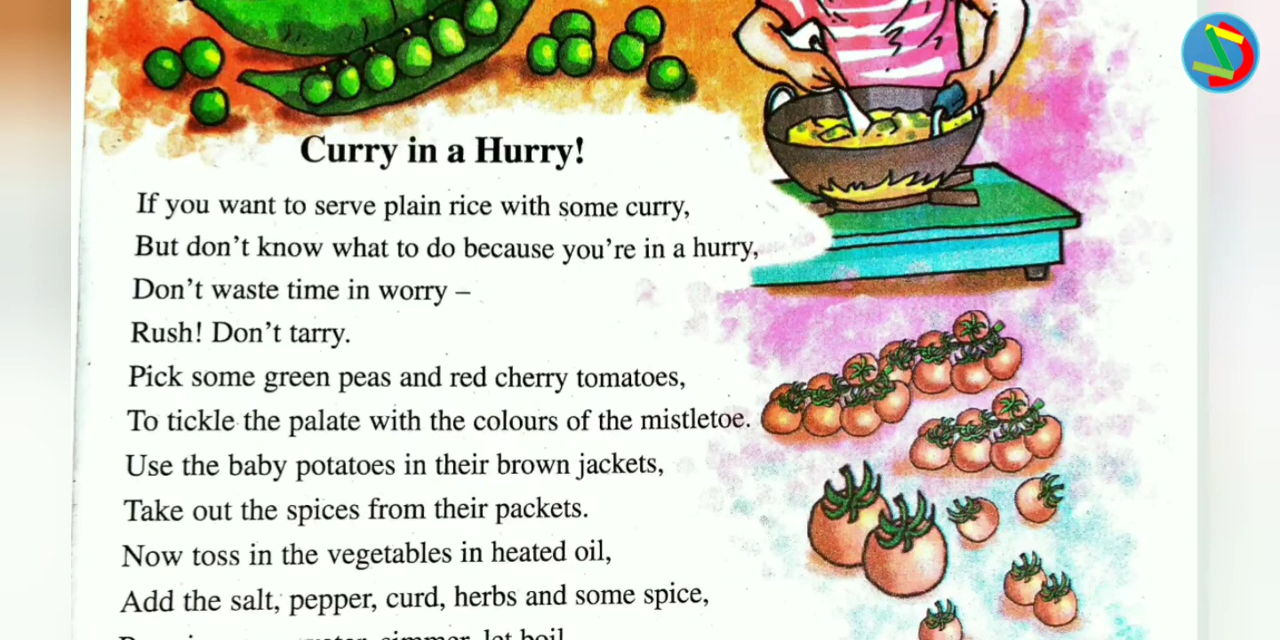 Curry in a Hurry!
If you want to serve plain rice with some curry,
But don't know what to do because you're in a hurry,
Don't waste time in worry –
Rush! Don't tarry.
Pick some green peas and red cherry tomatoes,
To tickle the palate with the colours of the mistletoe.
Use the baby potatoes in their brown jackets,
Take out the spices from their packets.
Now toss in the vegetables in heated oil,
Add the salt, pepper, curd, herbs and some spice,
simmer, let boil